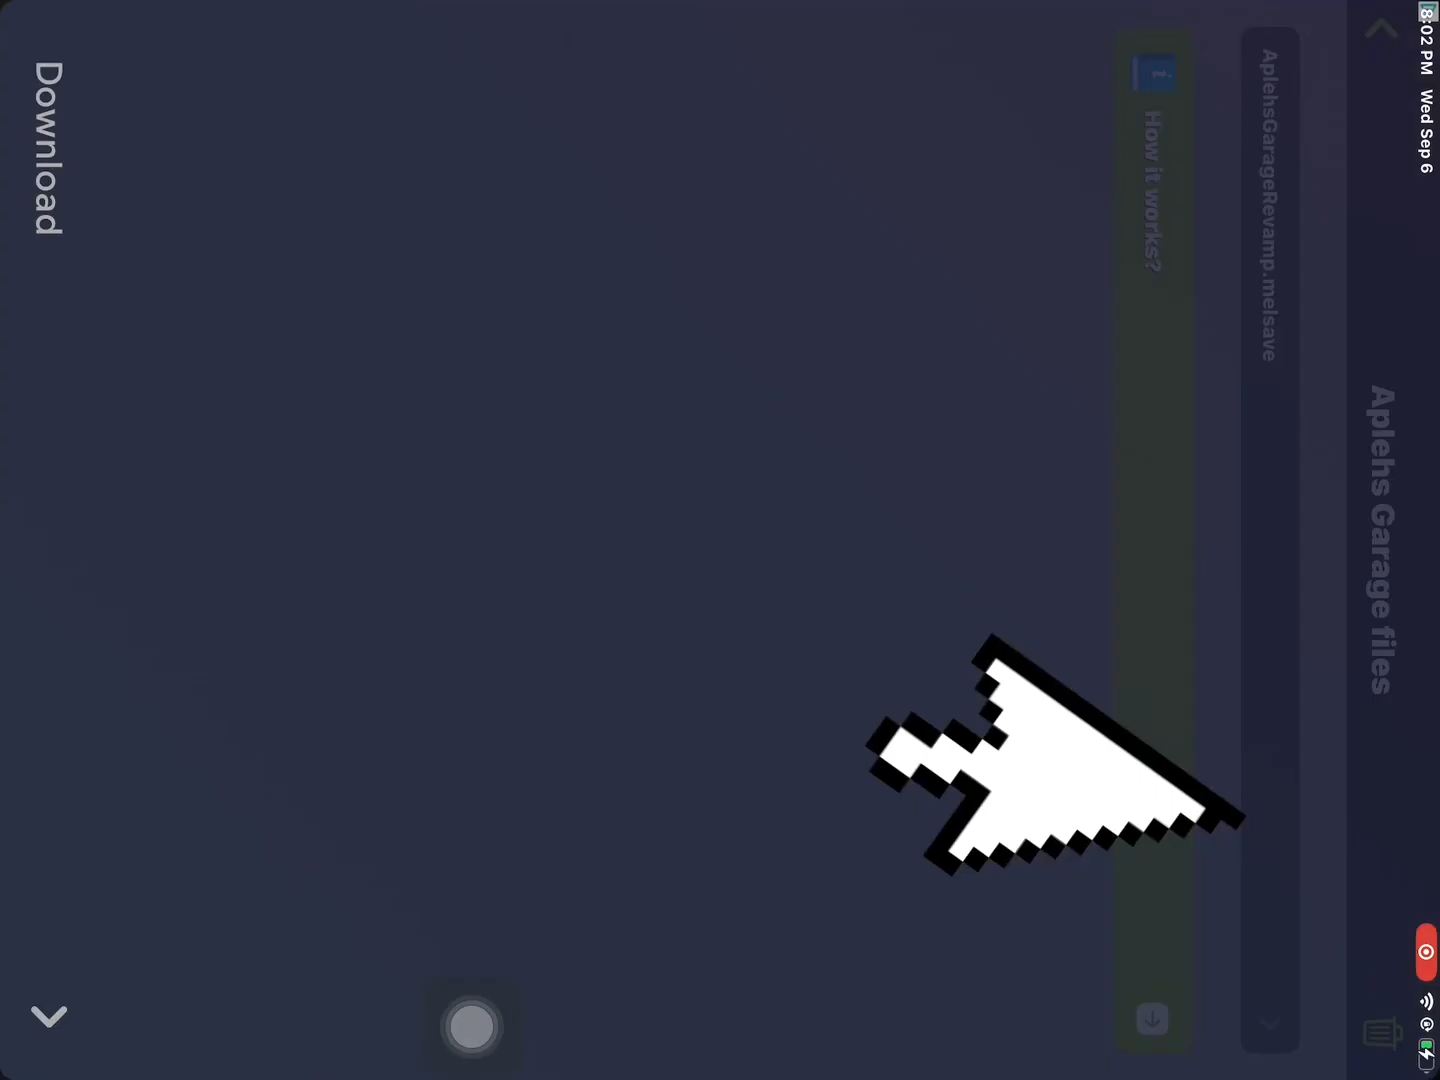 8:02 PM Wed Sep 6
Aplehs Garage files
AplehsGarageRevamp.melsave
How it works?
Download